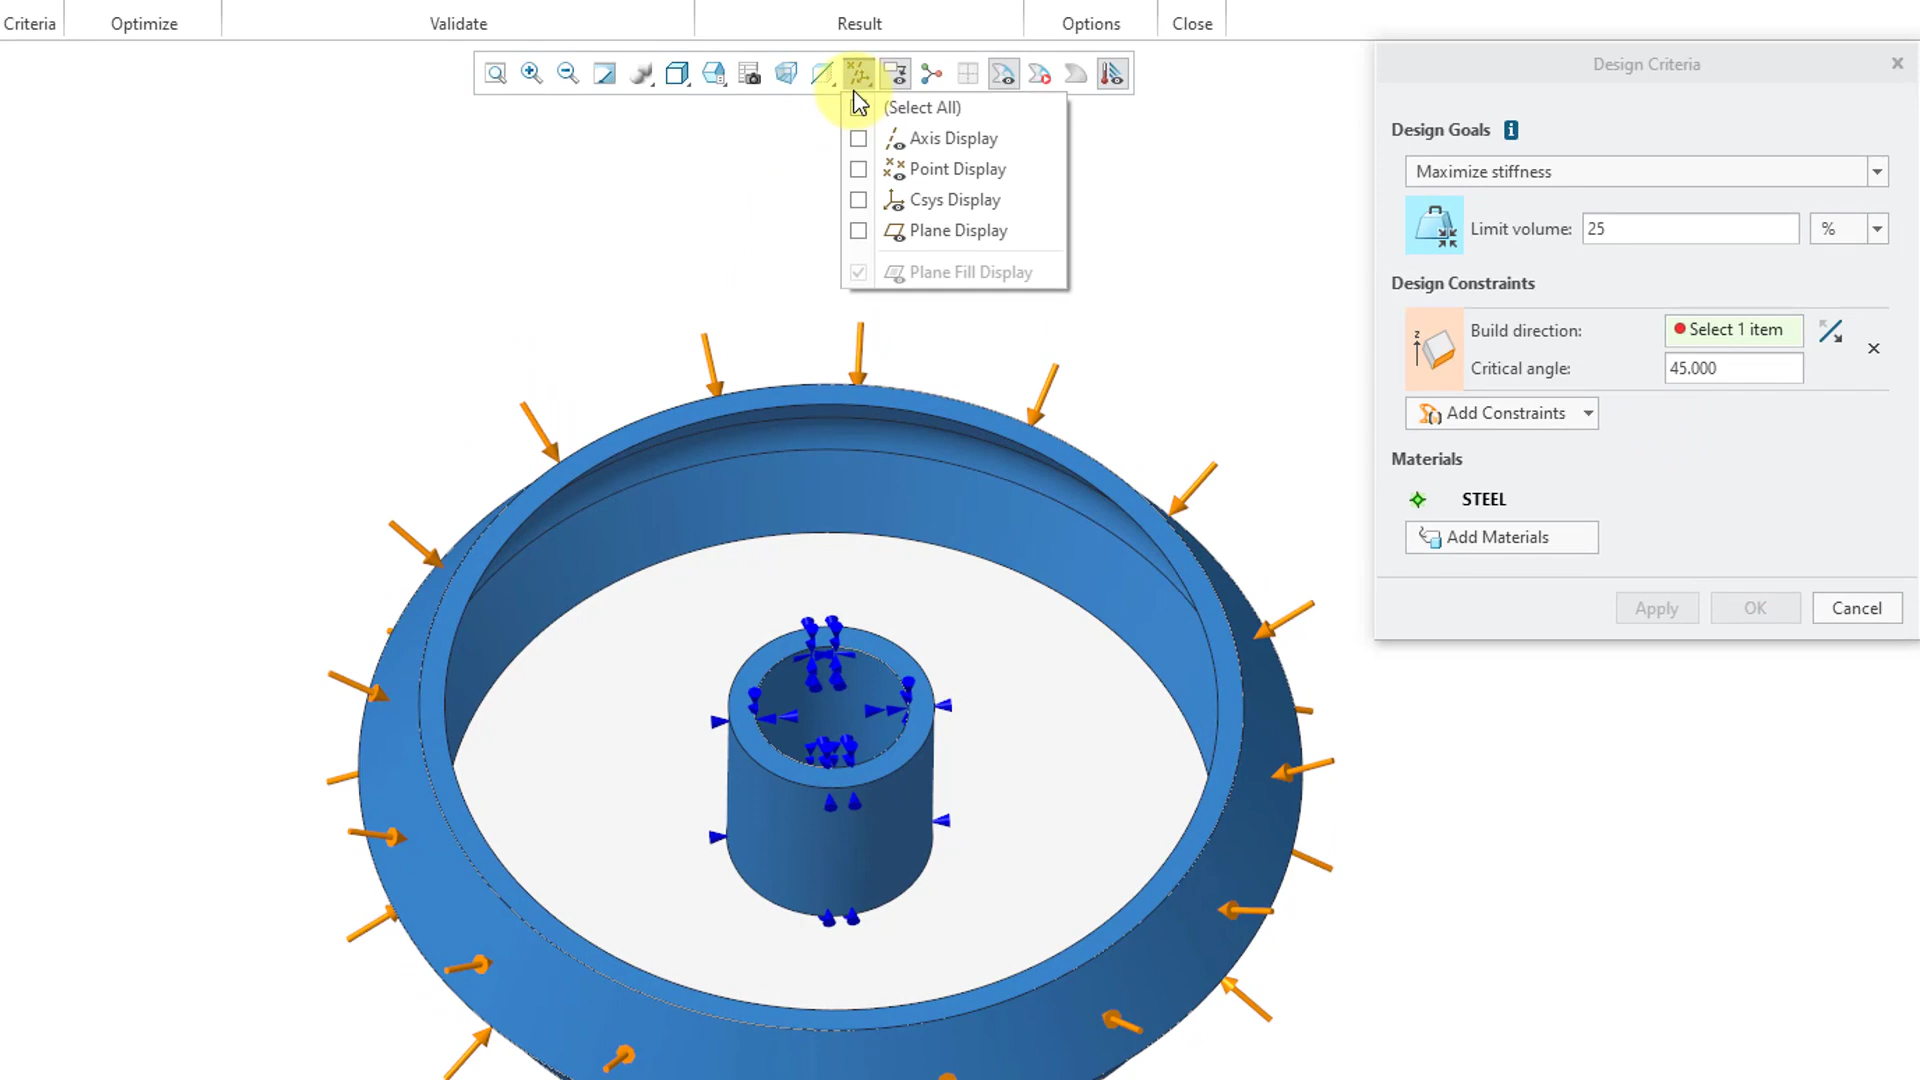 Criteria
Optimize
Validate
Result
Options
Close
(Select All)
Axis Display
Point Display
Csys Display
Plane Display
Plane Fill Display
Design Criteria
Design Goals
Maximize stiffness
Limit volume: 25 %
Design Constraints
Build direction: Select 1 item
Critical angle: 45.000
Add Constraints
Materials
STEEL
Add Materials
Apply OK Cancel